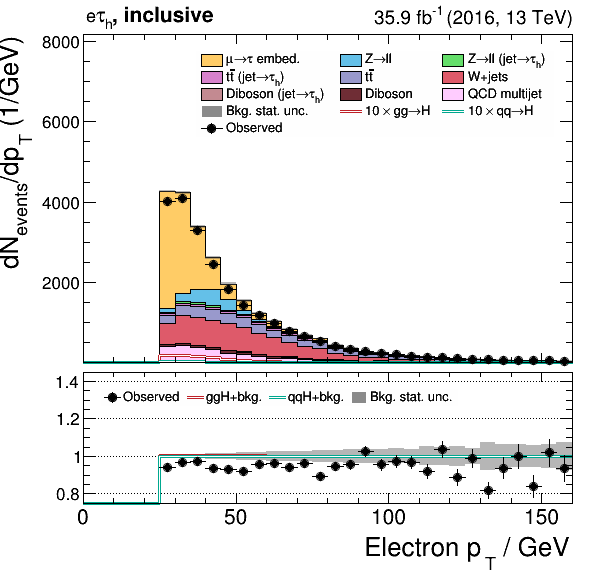 eτh, inclusive 35.9 fb-1 (2016, 13 TeV)
dNevents/dpT (1/GeV)
8000
6000
4000
2000
μ→τ embed. Z→ll Z→ll (jet→τh)
tt̄ (jet→τh) tt̄ W+jets
Diboson (jet→τh) Diboson QCD multijet
Bkg. stat. unc. 10 × gg→H 10 × qq→H
Observed
1.4
1.2
1
0.8
Observed ggH+bkg. qqH+bkg. Bkg. stat. unc.
0 50 100 150
Electron pT / GeV